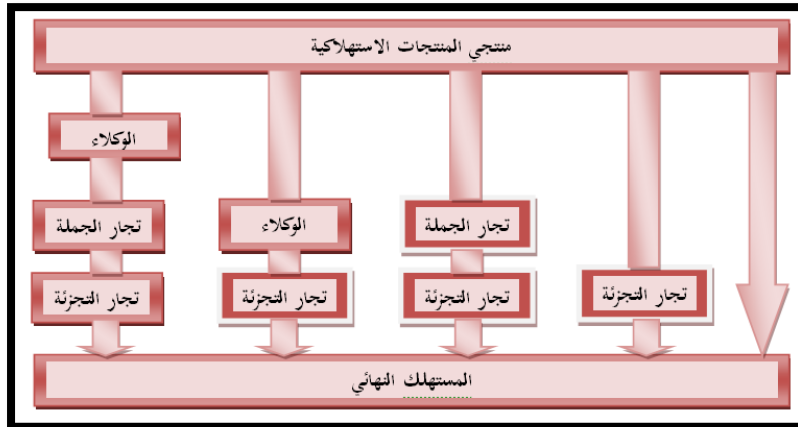 منتجي المنتجات الاستهلاكية
الوكلاء
تجار الجملة
الوكلاء
تجار الجملة
تجار التجزئة
تجار التجزئة
تجار التجزئة
تجار التجزئة
المستهلك النهائي